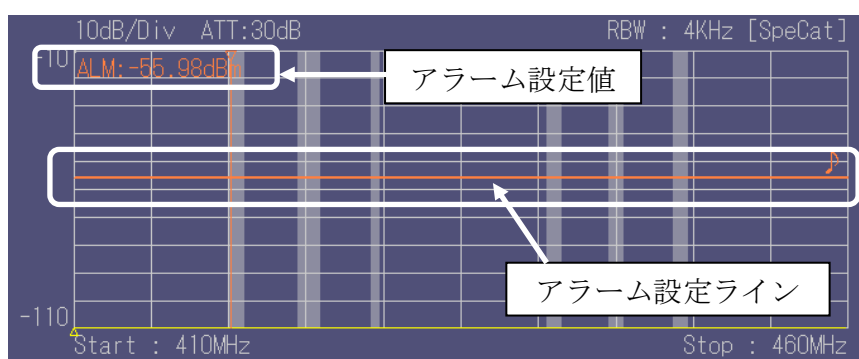 10dB/Div ATT:30dB RBW : 4KHz [SpeCat]
-10
ALM:-55.98dBm
アラーム設定値
アラーム設定ライン
-110
Start : 410MHz Stop : 460MHz